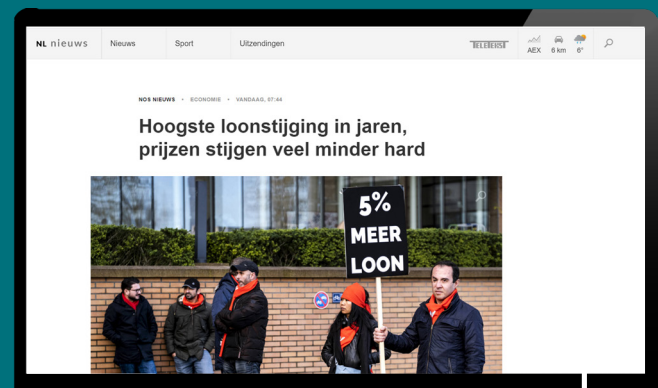 NL nieuws
Nieuws
Sport
Uitzendingen
AEX
6 km
6°
NOS NIEUWS • ECONOMIE • VANDAAG, 07:44
Hoogste loonstijging in jaren,
prijzen stijgen veel minder hard
5%
MEER
LOON